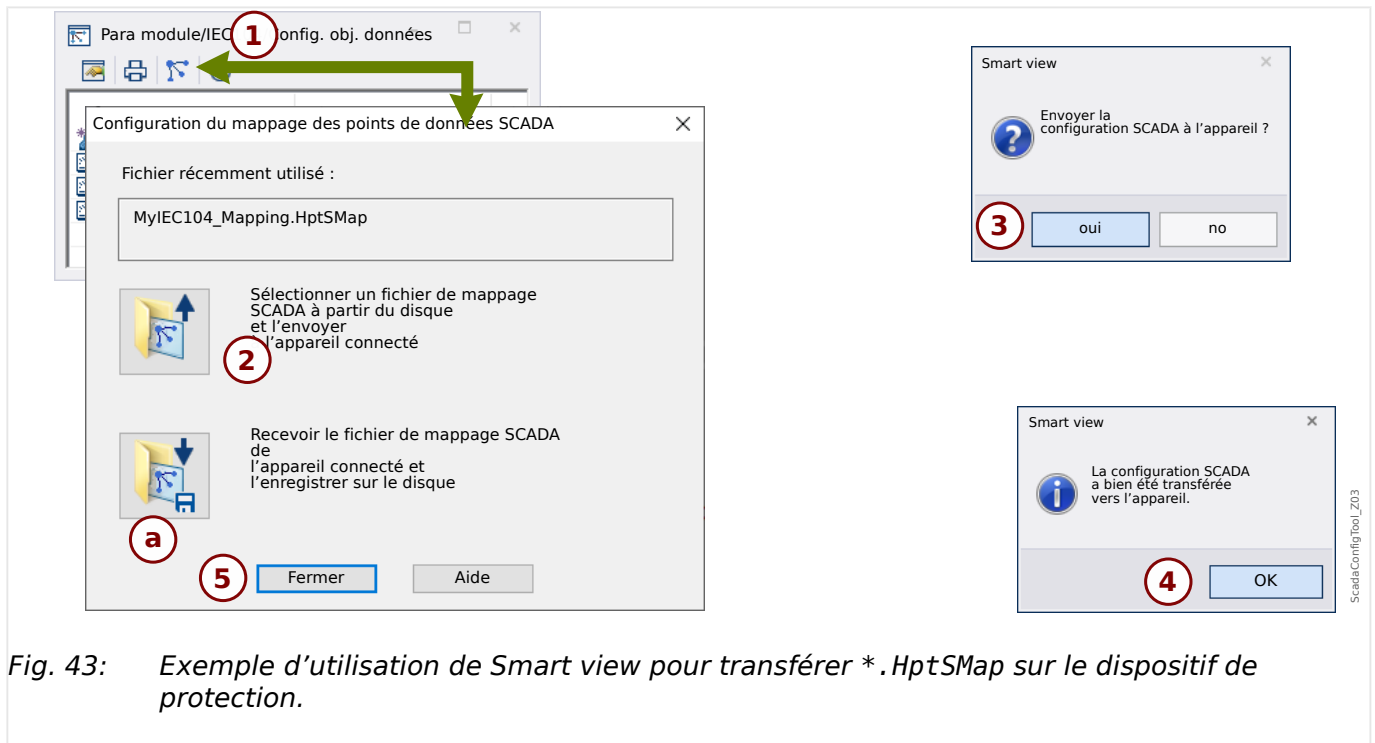 Para module/IEC
1
onfig. obj. données
Configuration du mappage des points de données SCADA
Fichier récemment utilisé :
MyIEC104_Mapping.HptSMap
Sélectionner un fichier de mappage
SCADA à partir du disque
et l’envoyer
l’appareil connecté
2
Recevoir le fichier de mappage SCADA
de
l’appareil connecté et
l’enregistrer sur le disque
a
5
Fermer
Aide
Smart view
Envoyer la
configuration SCADA à l’appareil ?
3
oui
no
Smart view
La configuration SCADA
a bien été transférée
vers l’appareil.
4
OK
ScadaConfigTool_Z03
Fig. 43: Exemple d’utilisation de Smart view pour transférer *.HptSMap sur le dispositif de
protection.